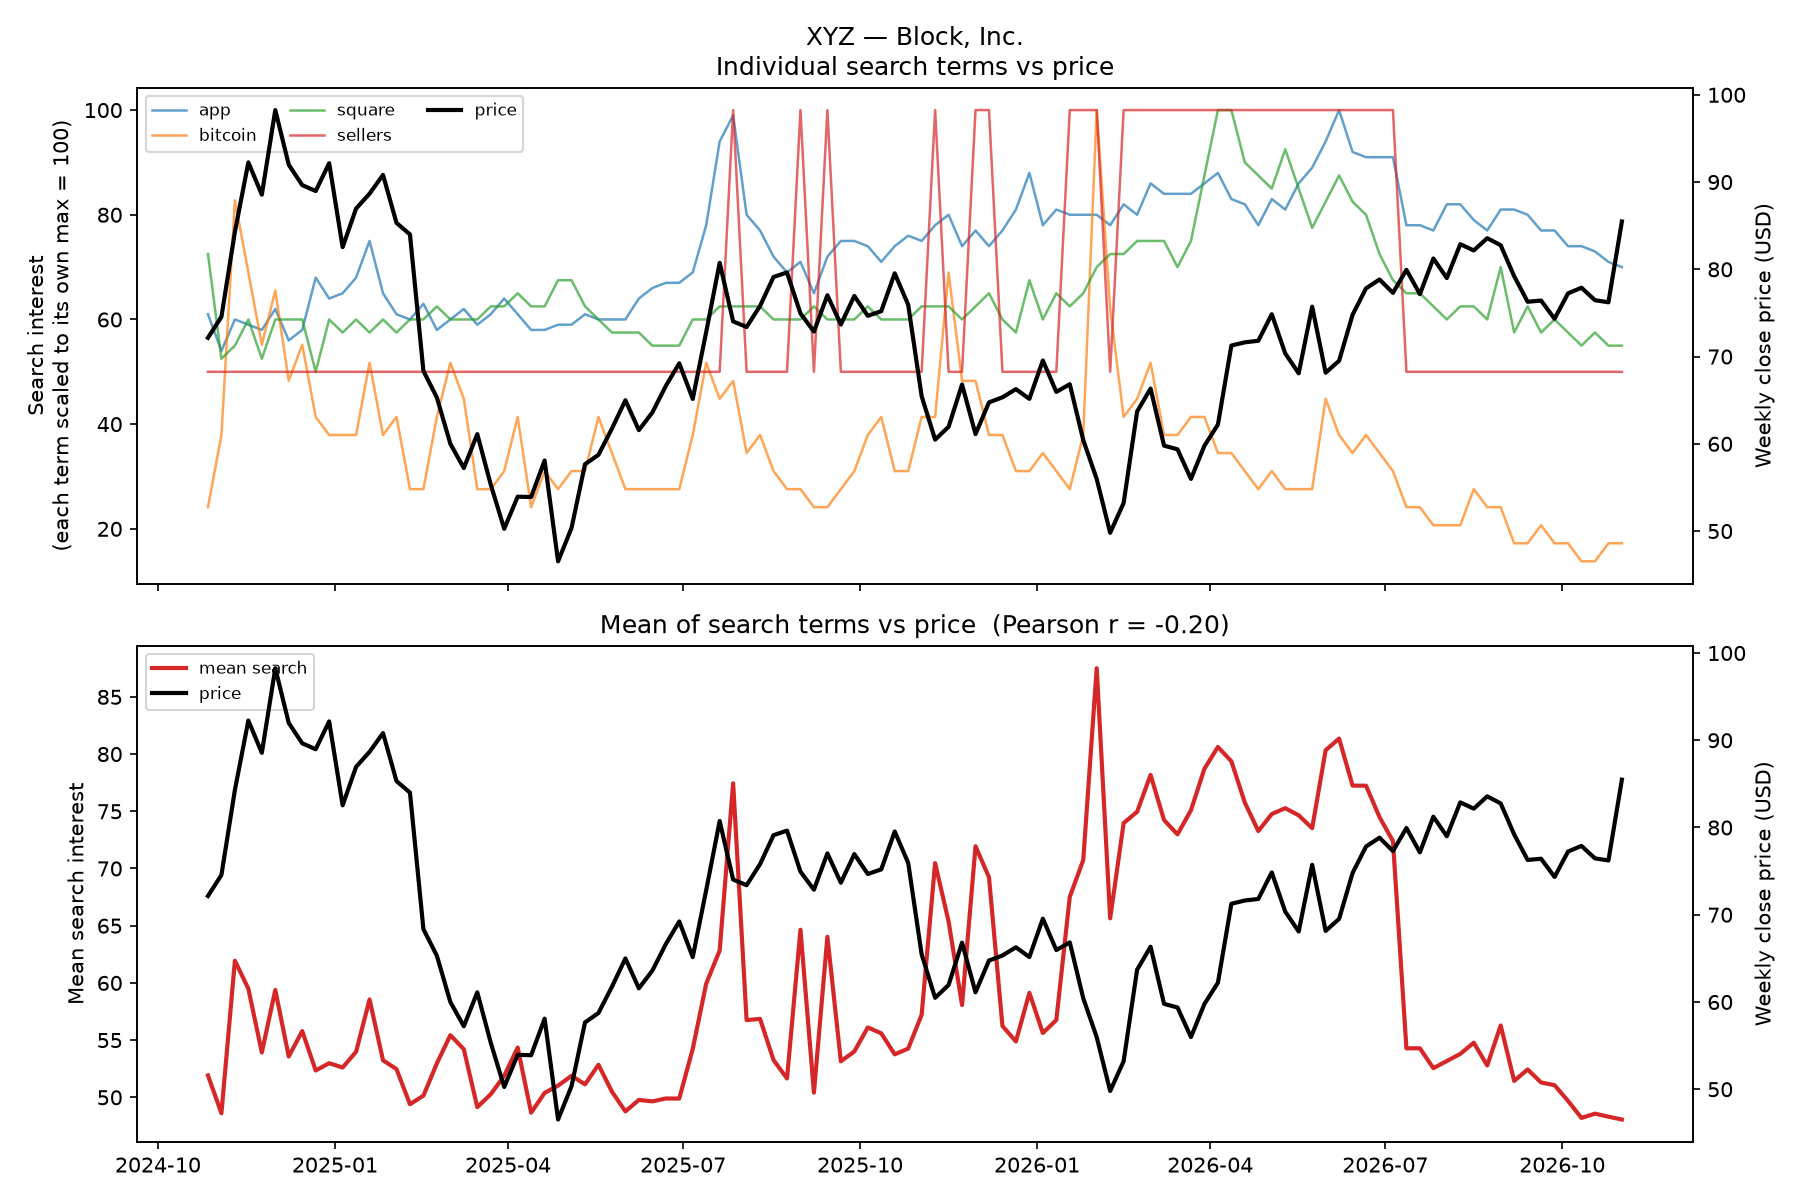 XYZ — Block, Inc.
Individual search terms vs price
app
bitcoin
square
sellers
price
100
80
60
40
20
Search interest
(each term scaled to its own max = 100)
100
90
80
70
60
50
Weekly close price (USD)
Mean of search terms vs price (Pearson r = -0.20)
mean search
price
85
80
75
70
65
60
55
50
Mean search interest
100
90
80
70
60
50
Weekly close price (USD)
2024-10 2025-01 2025-04 2025-07 2025-10 2026-01 2026-04 2026-07 2026-10